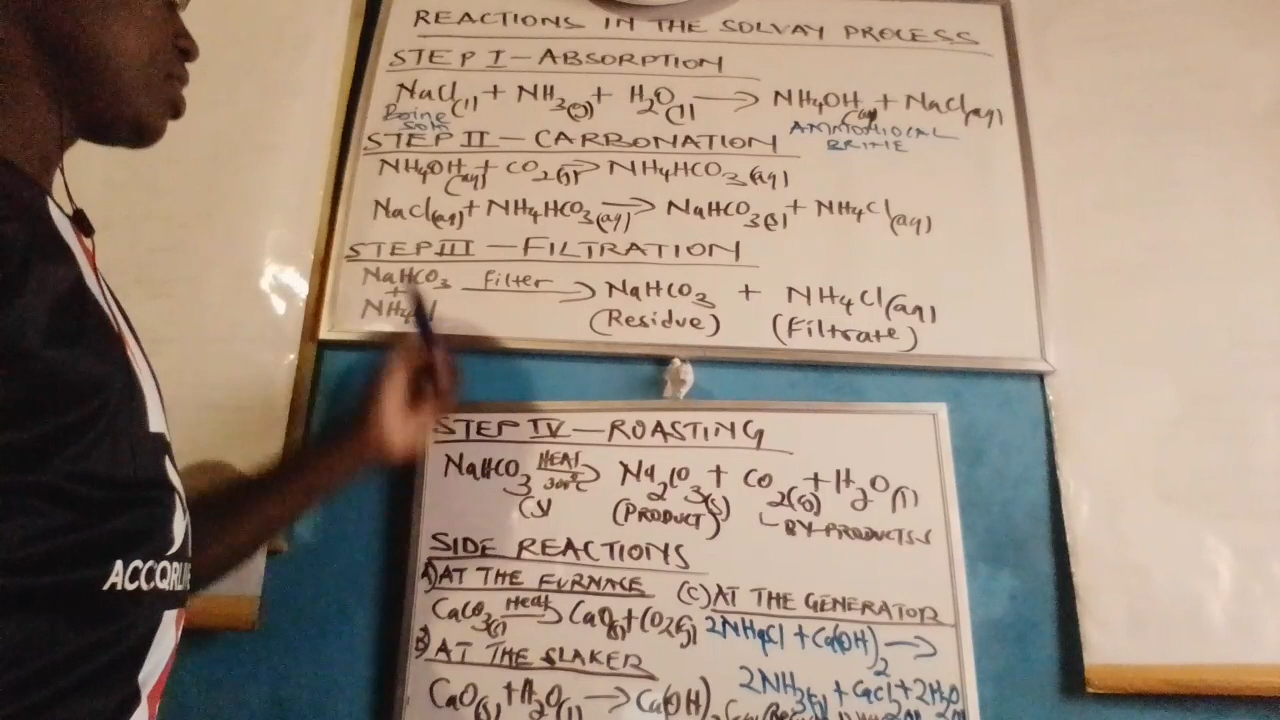 REACTIONS IN THE SOLVAY PROCESS
STEP I – ABSORPTION
NaCl(l) + NH3(g) + H2O(l) → NH4OH(aq) + NaCl(aq)
Boine Soln AMMONIOCAL BRINE
STEP II – CARBONATION
NH4OH(aq) + CO2(g) → NH4HCO3(aq)
NaCl(aq) + NH4HCO3(aq) → NaHCO3(s) + NH4Cl(aq)
STEP III – FILTRATION
NaHCO3 + NH4Cl Filter → NaHCO3 + NH4Cl(aq)
(Residue) (Filtrate)
STEP IV – ROASTING
NaHCO3(s) HEAT 300°C → Na2CO3(s) + CO2(g) + H2O(l)
(PRODUCT) BY-PRODUCTS
SIDE REACTIONS
A) AT THE FURNACE
CaCO3(s) Heat → CaO(s) + CO2(g)
B) AT THE SLAKER
CaO(s) + H2O(l) → Ca(OH)2
(C) AT THE GENERATOR
2NH4Cl + Ca(OH)2 →
2NH3(g) + CaCl2 + 2H2O
ACCQRL